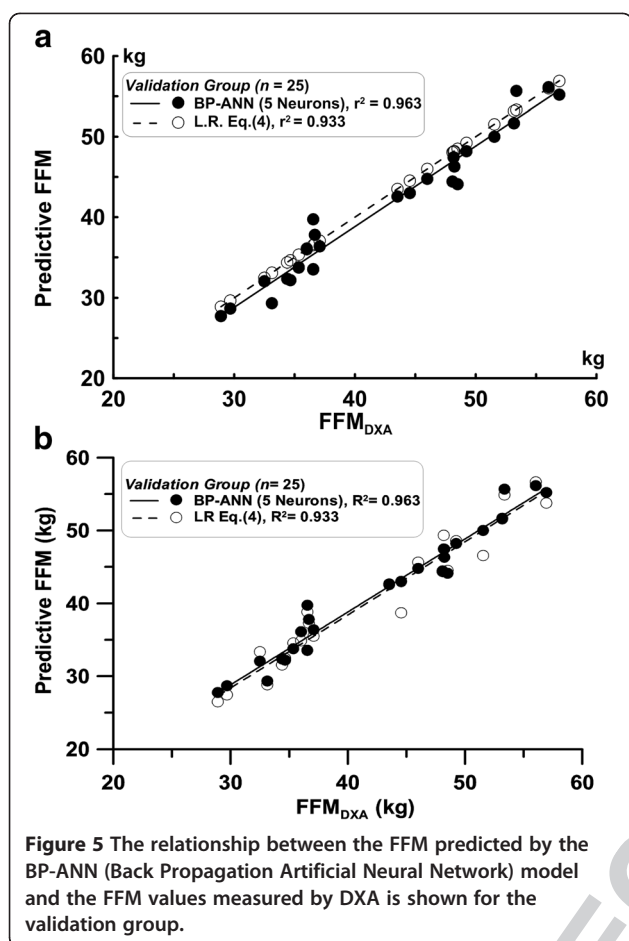 a
60
kg
Validation Group (n = 25)
BP-ANN (5 Neurons), r² = 0.963
L.R. Eq.(4), r² = 0.933
50
Predictive FFM
40
30
kg
20
20 30 40 50 60
FFM_DXA
b
60
Validation Group (n= 25)
BP-ANN (5 Neurons), R²= 0.963
LR Eq.(4), R²= 0.933
50
Predictive FFM (kg)
40
30
20
20 30 40 50 60
FFM_DXA (kg)
Figure 5 The relationship between the FFM predicted by the
BP-ANN (Back Propagation Artificial Neural Network) model
and the FFM values measured by DXA is shown for the
validation group.